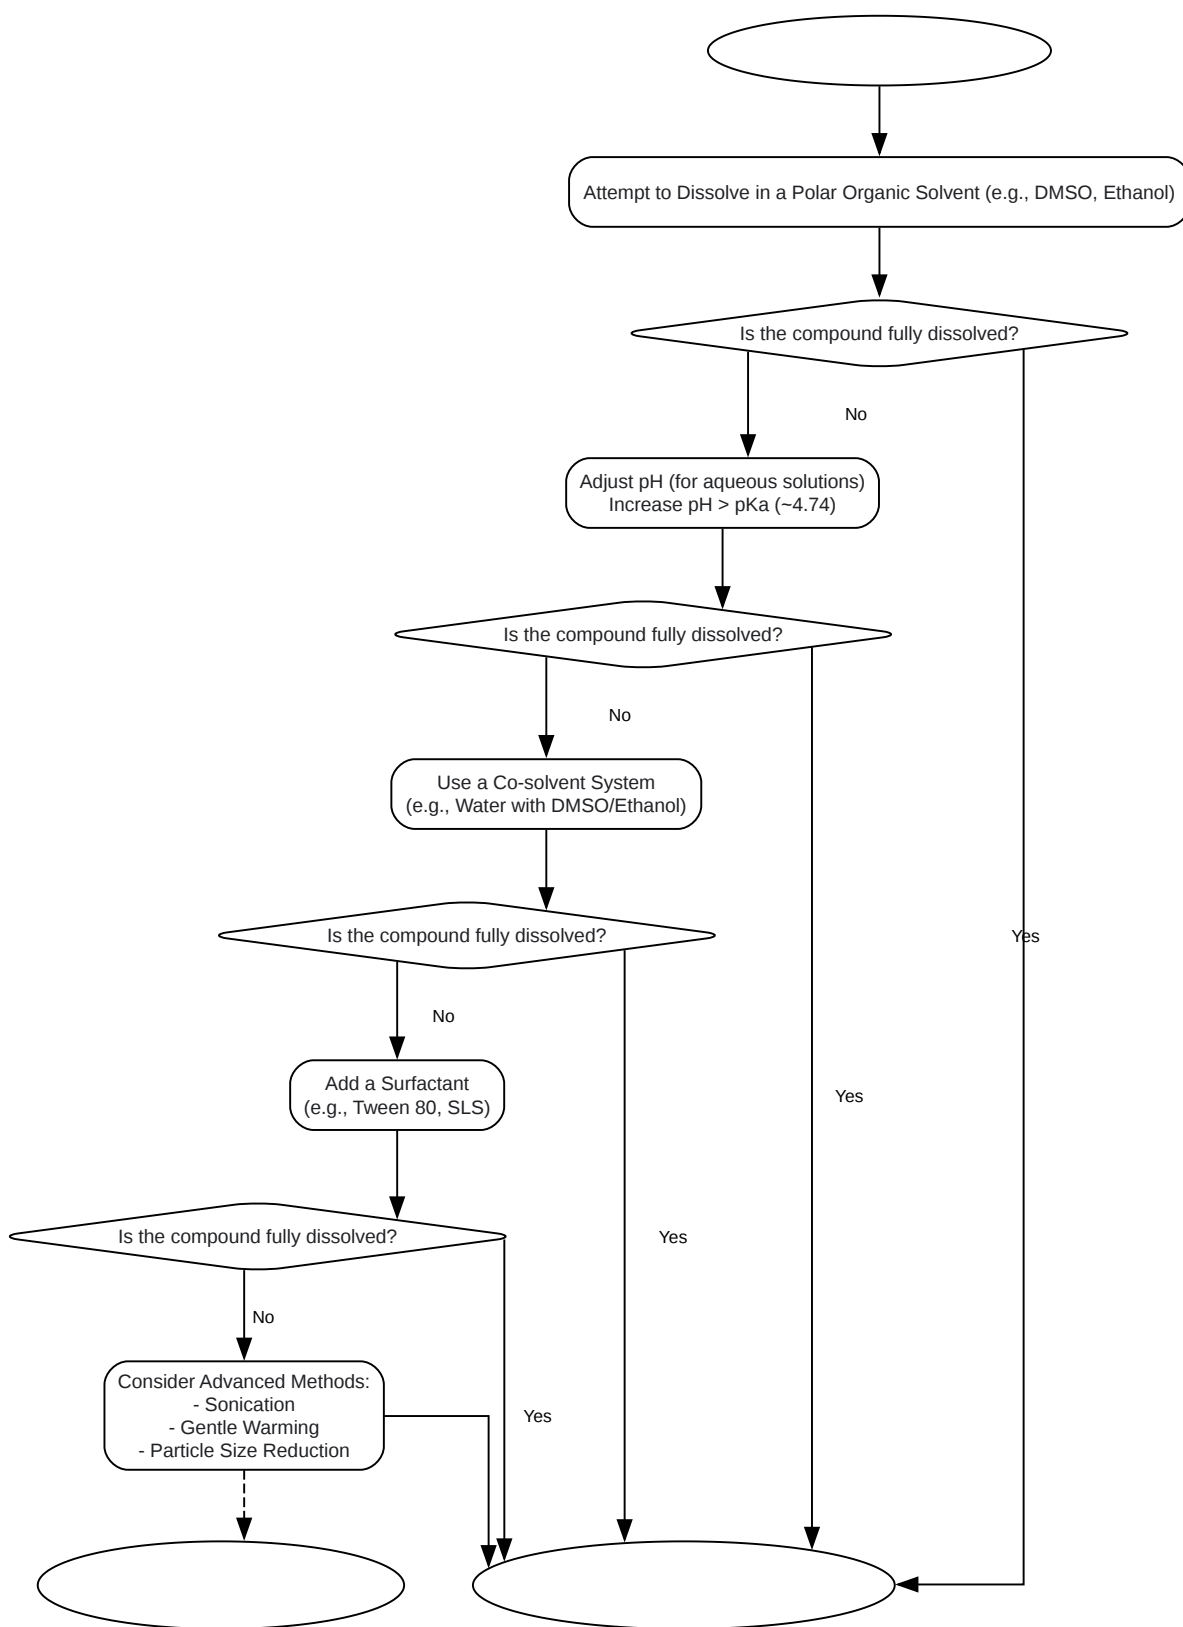 Attempt to Dissolve in a Polar Organic Solvent (e.g., DMSO, Ethanol)
Is the compound fully dissolved?
No
Adjust pH (for aqueous solutions)
Increase pH > pKa (~4.74)
Is the compound fully dissolved?
No
Use a Co-solvent System
(e.g., Water with DMSO/Ethanol)
Is the compound fully dissolved?
Yes
No
Add a Surfactant
(e.g., Tween 80, SLS)
Yes
Is the compound fully dissolved?
Yes
No
Consider Advanced Methods:
- Sonication
- Gentle Warming
- Particle Size Reduction
Yes